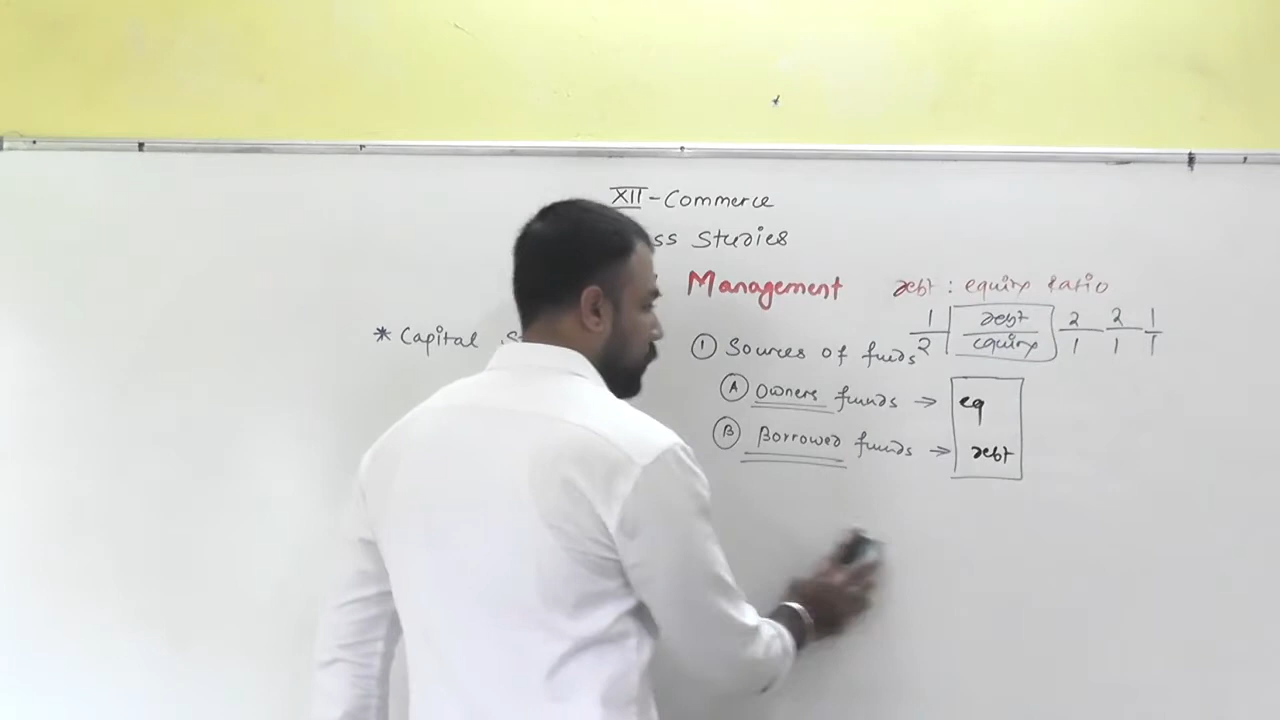 XII - Commerce
ss Studies
Management
debt : equity ratio
* Capital S
1 Sources of funds
1/2 debt/equity 2/1 2/1 1/1
A Owners funds → eq
B Borrowed funds → debt